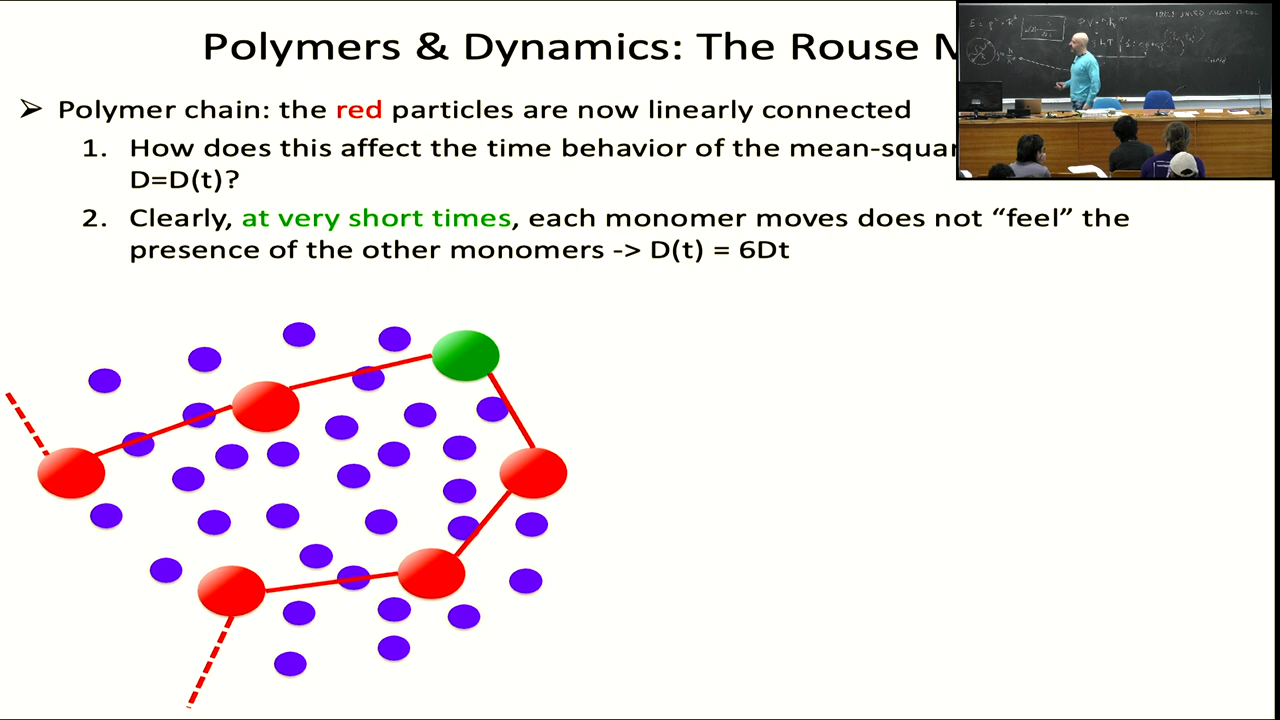 Polymers & Dynamics: The Rouse
➢ Polymer chain: the red particles are now linearly connected
1. How does this affect the time behavior of the mean-squar
D=D(t)?
2. Clearly, at very short times, each monomer moves does not “feel” the
presence of the other monomers -> D(t) = 6Dt